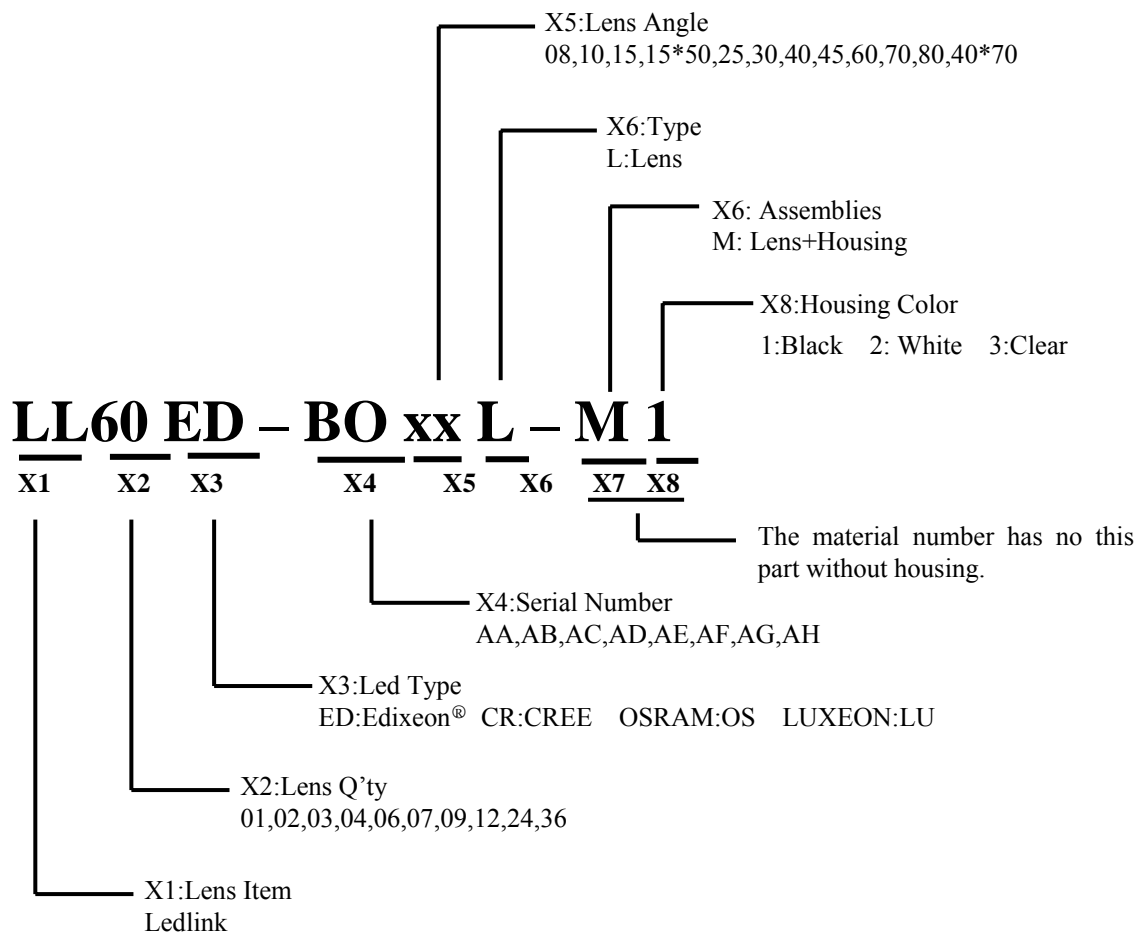 X5:Lens Angle
08,10,15,15*50,25,30,40,45,60,70,80,40*70
X6:Type
L:Lens
X6: Assemblies
M: Lens+Housing
X8:Housing Color
1:Black 2: White 3:Clear
LL60 ED – BO xx L – M 1
X1 X2 X3 X4 X5 X6 X7 X8
The material number has no this
part without housing.
X4:Serial Number
AA,AB,AC,AD,AE,AF,AG,AH
X3:Led Type
ED:Edixeon® CR:CREE OSRAM:OS LUXEON:LU
X2:Lens Q’ty
01,02,03,04,06,07,09,12,24,36
X1:Lens Item
Ledlink